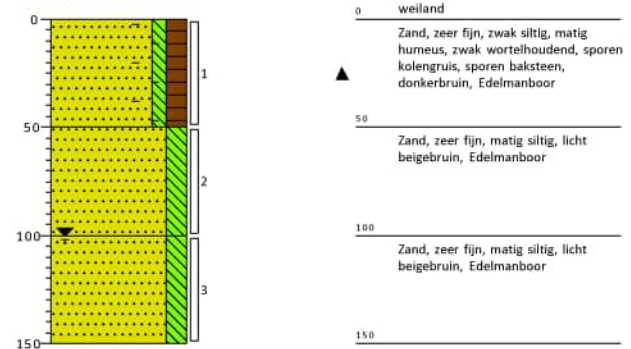 0
50
100
150
1
2
3
0
weiland
Zand, zeer fijn, zwak siltig, matig
humeus, zwak wortelhoudend, sporen
kolengruis, sporen baksteen,
donkerbruin, Edelmanboor
50
Zand, zeer fijn, matig siltig, licht
beigebruin, Edelmanboor
100
Zand, zeer fijn, matig siltig, licht
beigebruin, Edelmanboor
150